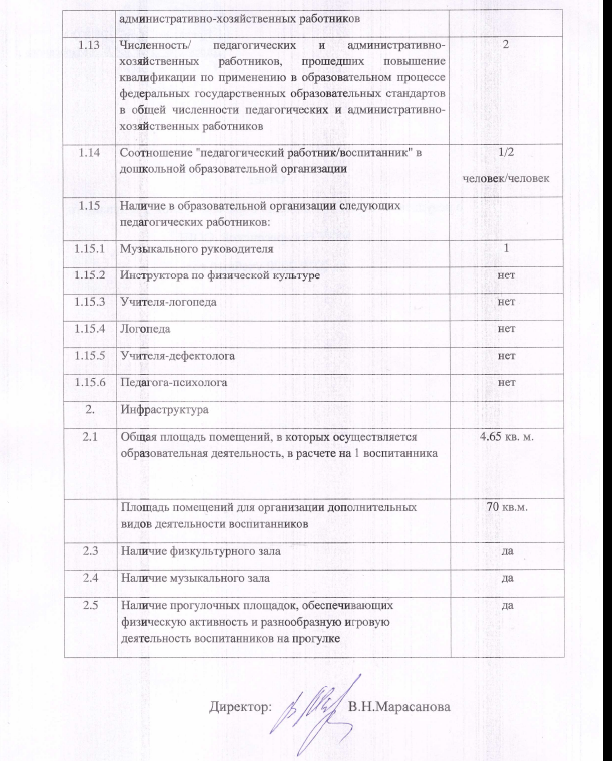 административно-хозяйственных работников
1.13 Численность/ педагогических и административно- 2
хозяйственных работников, прошедших повышение
квалификации по применению в образовательном процессе
федеральных государственных образовательных стандартов
в общей численности педагогических и административно-
хозяйственных работников
1.14 Соотношение "педагогический работник/воспитанник" в 1/2
дошкольной образовательной организации
человек/человек
1.15 Наличие в образовательной организации следующих
педагогических работников:
1.15.1 Музыкального руководителя 1
1.15.2 Инструктора по физической культуре нет
1.15.3 Учителя-логопеда нет
1.15.4 Логопеда нет
1.15.5 Учителя-дефектолога нет
1.15.6 Педагога-психолога нет
2. Инфраструктура
2.1 Общая площадь помещений, в которых осуществляется 4.65 кв. м.
образовательная деятельность, в расчете на 1 воспитанника
Площадь помещений для организации дополнительных 70 кв.м.
видов деятельности воспитанников
2.3 Наличие физкультурного зала да
2.4 Наличие музыкального зала да
2.5 Наличие прогулочных площадок, обеспечивающих да
физическую активность и разнообразную игровую
деятельность воспитанников на прогулке
Директор: В.Н.Марасанова